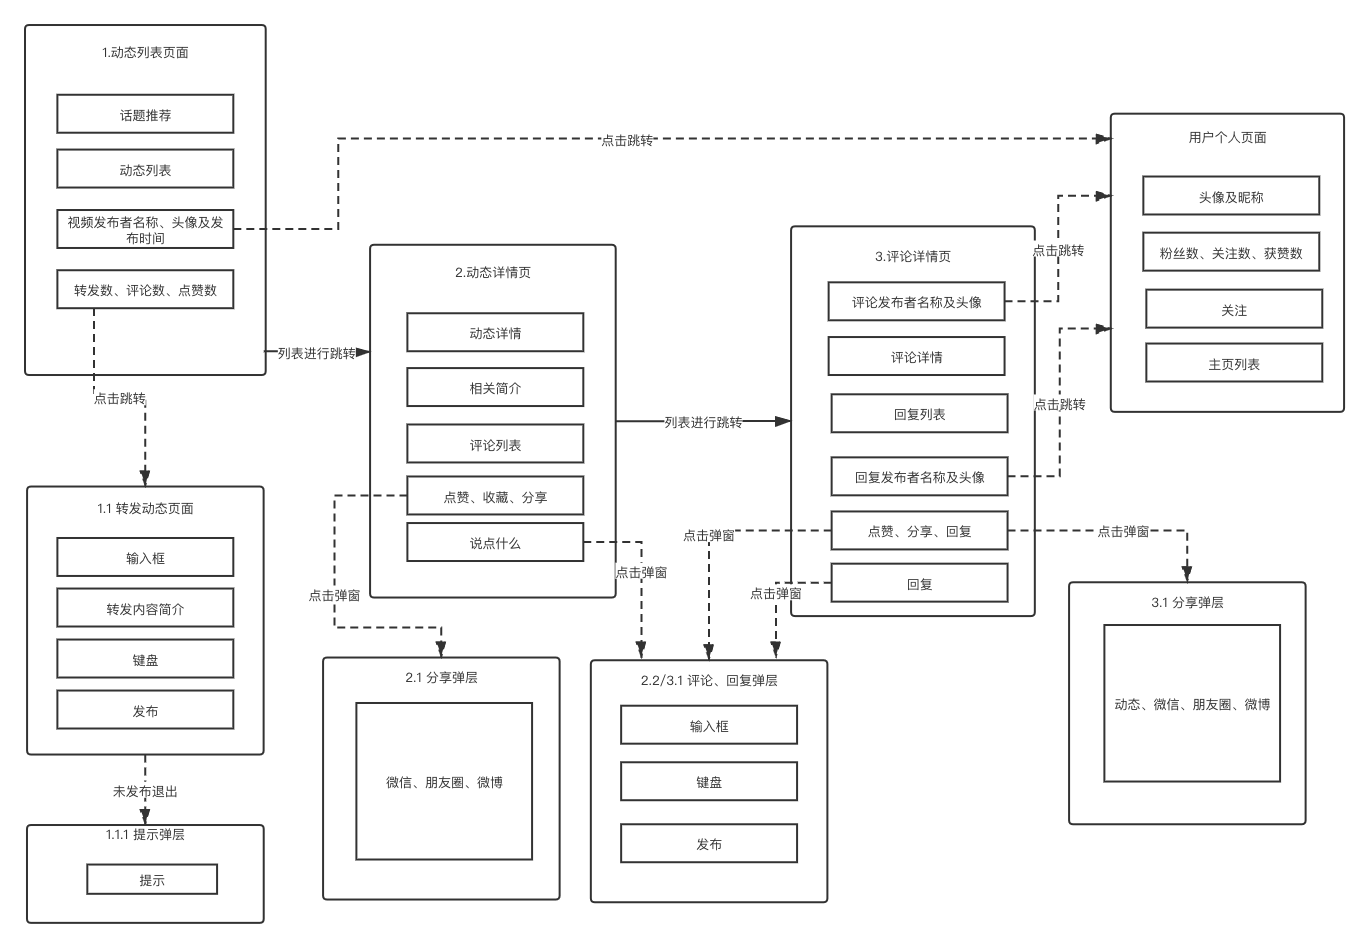 1.动态列表页面
话题推荐
动态列表
视频发布者名称、头像及发
布时间
转发数、评论数、点赞数
点击跳转
列表进行跳转
点击跳转
1.1 转发动态页面
输入框
转发内容简介
键盘
发布
未发布退出
1.1.1 提示弹层
提示
2.动态详情页
动态详情
相关简介
评论列表
点赞、收藏、分享
说点什么
列表进行跳转
点击弹窗
点击弹窗
2.1 分享弹层
微信、朋友圈、微博
3.评论详情页
评论发布者名称及头像
评论详情
回复列表
回复发布者名称及头像
点赞、分享、回复
回复
点击跳转
点击跳转
点击弹窗
点击弹窗
点击弹窗
2.2/3.1 评论、回复弹层
输入框
键盘
发布
用户个人页面
头像及昵称
粉丝数、关注数、获赞数
关注
主页列表
3.1 分享弹层
动态、微信、朋友圈、微博